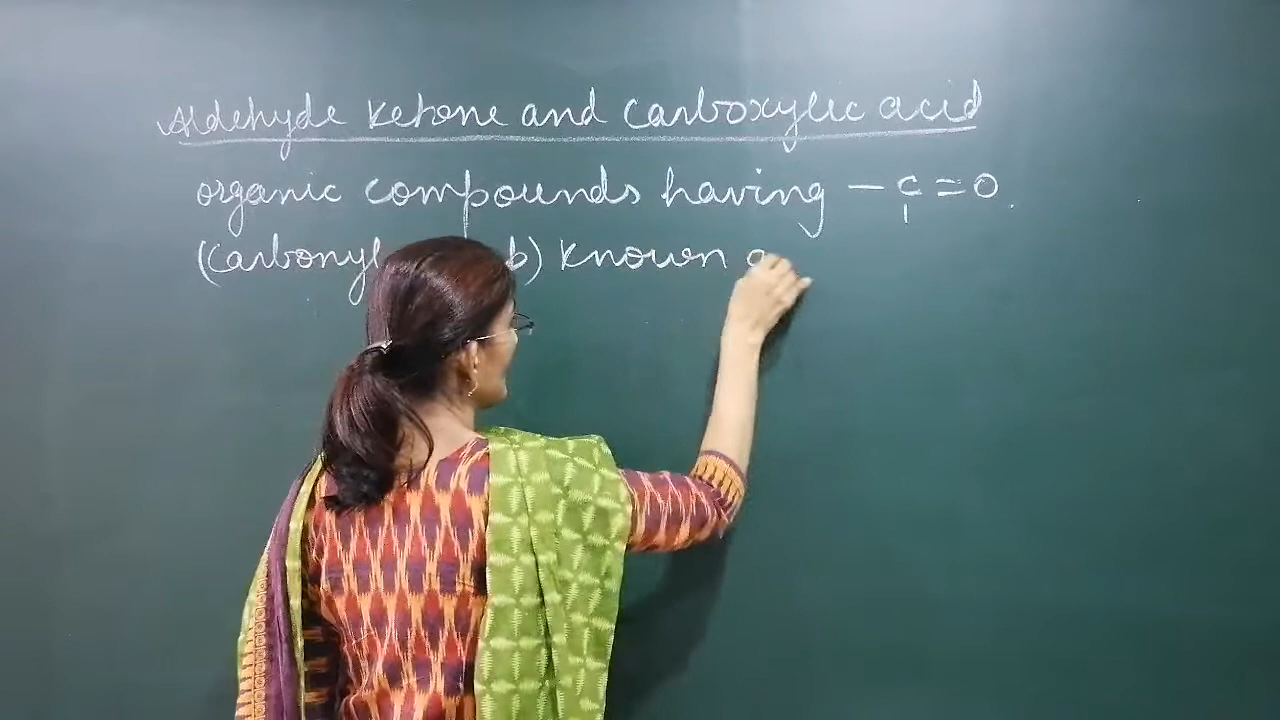 Aldehyde Ketone and carboxylic acid
organic compounds having -C=O
(Carbonyl known